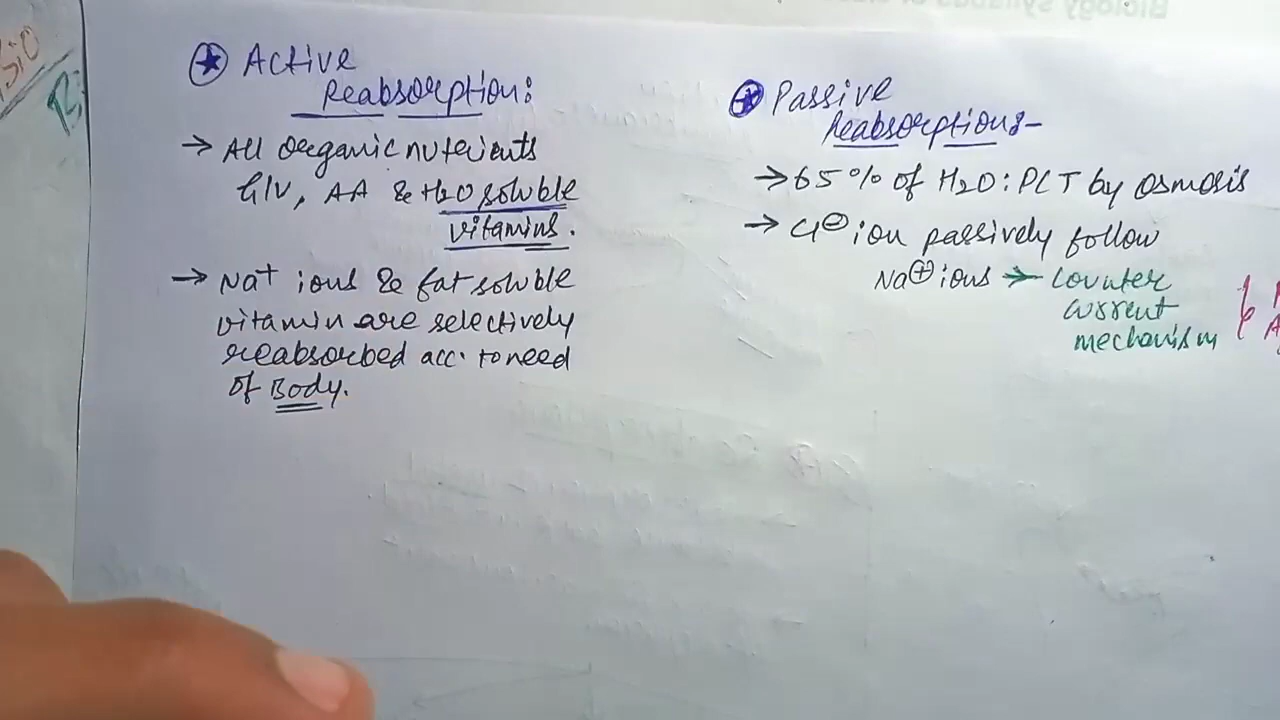 Active
Reabsorption:
→ All organic nutrients
Glu, AA & H2O soluble
vitamins.
→ Na+ ions & fat soluble
vitamin are selectively
reabsorbed acc. to need
of Body.
Passive
Reabsorptions-
→ 65% of H2O: PCT by osmosis
→ Cl⊖ ion passively follow
Na⊕ ions → counter
current
mechanism
Bio